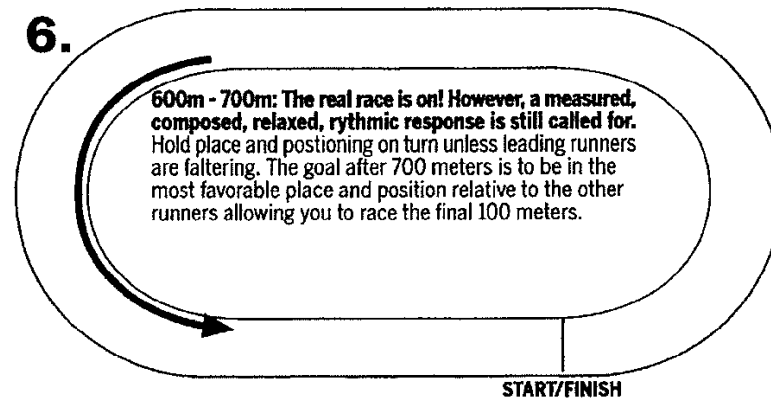 6.
600m - 700m: The real race is on! However, a measured,
composed, relaxed, rythmic response is still called for.
Hold place and postioning on turn unless leading runners
are faltering. The goal after 700 meters is to be in the
most favorable place and position relative to the other
runners allowing you to race the final 100 meters.
START/FINISH